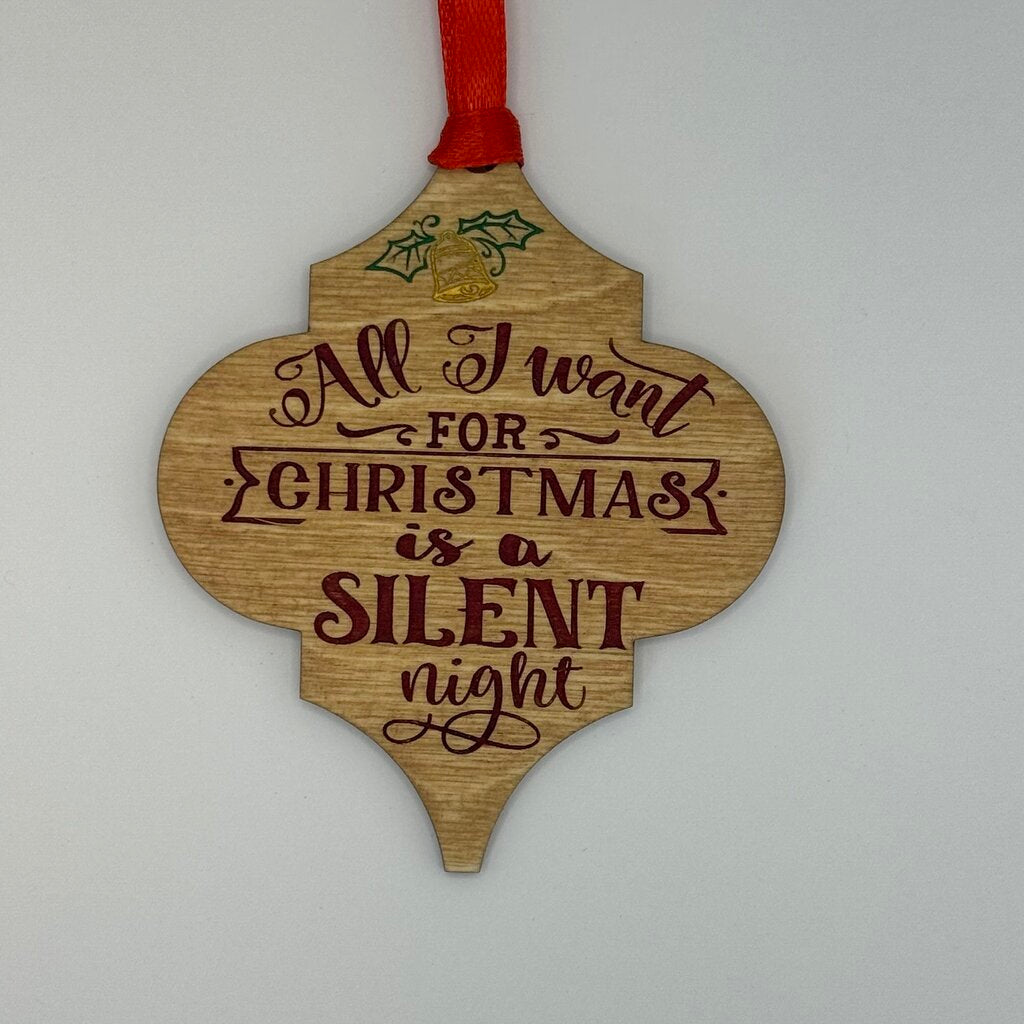 All I want
FOR
CHRISTMAS
is a
SILENT
night